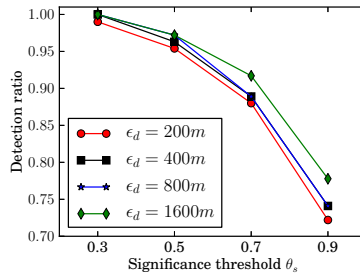 1.00
0.95
0.90
0.85
0.80
0.75
0.70
Detection ratio
ϵ_d = 200m
ϵ_d = 400m
ϵ_d = 800m
ϵ_d = 1600m
0.3 0.5 0.7 0.9
Significance threshold θ_s